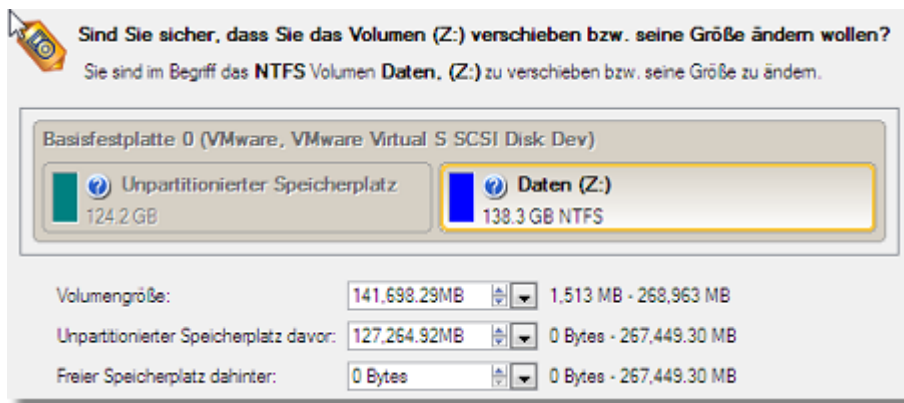 Sind Sie sicher, dass Sie das Volumen (Z:) verschieben bzw. seine Größe ändern wollen?
Sie sind im Begriff das NTFS Volumen Daten, (Z:) zu verschieben bzw. seine Größe zu ändern.
Basisfestplatte 0 (VMware, VMware Virtual S SCSI Disk Dev)
Unpartitionierter Speicherplatz
124.2 GB
Daten (Z:)
138.3 GB NTFS
Volumengröße: 141,698.29MB 1,513 MB - 268,963 MB
Unpartitionierter Speicherplatz davor: 127,264.92MB 0 Bytes - 267,449.30 MB
Freier Speicherplatz dahinter: 0 Bytes 0 Bytes - 267,449.30 MB